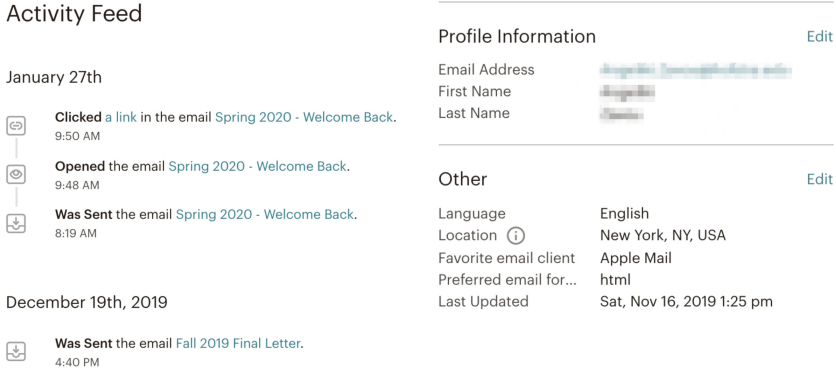 Activity Feed
January 27th
Clicked a link in the email Spring 2020 - Welcome Back.
9:50 AM
Opened the email Spring 2020 - Welcome Back.
9:48 AM
Was Sent the email Spring 2020 - Welcome Back.
8:19 AM
December 19th, 2019
Was Sent the email Fall 2019 Final Letter.
4:40 PM
Profile Information Edit
Email Address
First Name
Last Name
Other Edit
Language English
Location New York, NY, USA
Favorite email client Apple Mail
Preferred email for... html
Last Updated Sat, Nov 16, 2019 1:25 pm